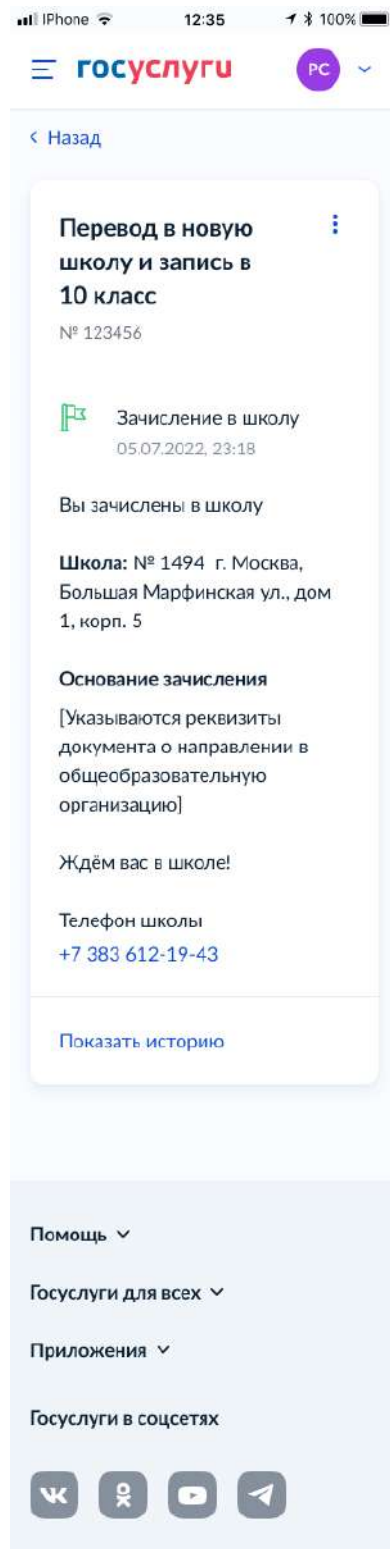 iPhone 12:35 100%
госуслуги РС
Назад
Перевод в новую
школу и запись в
10 класс
№ 123456
Зачисление в школу
05.07.2022, 23:18
Вы зачислены в школу
Школа: № 1494 г. Москва,
Большая Марфинская ул., дом
1, корп. 5
Основание зачисления
[Указываются реквизиты
документа о направлении в
общеобразовательную
организацию]
Ждём вас в школе!
Телефон школы
+7 383 612-19-43
Показать историю
Помощь
Госуслуги для всех
Приложения
Госуслуги в соцсетях